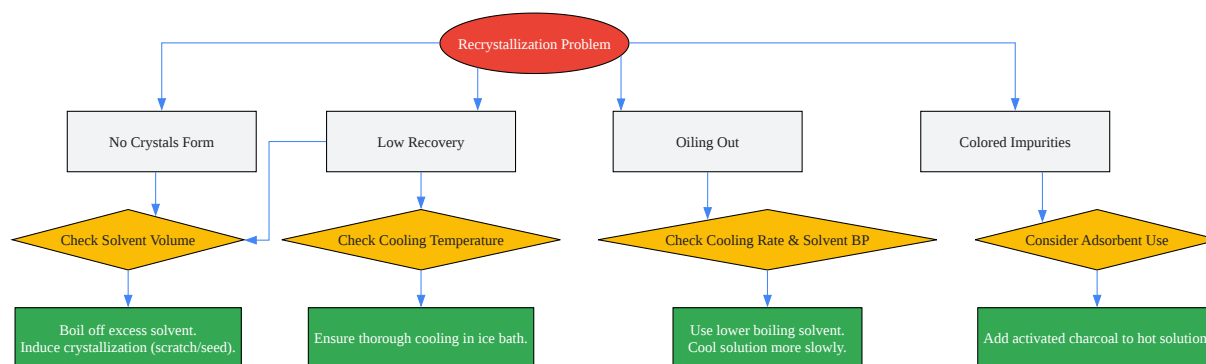 Recrystallization Problem
No Crystals Form
Low Recovery
Oiling Out
Colored Impurities
Check Solvent Volume
Check Cooling Temperature
Check Cooling Rate & Solvent BP
Consider Adsorbent Use
Boil off excess solvent.
Induce crystallization (scratch/seed).
Ensure thorough cooling in ice bath.
Use lower boiling solvent.
Cool solution more slowly.
Add activated charcoal to hot solution